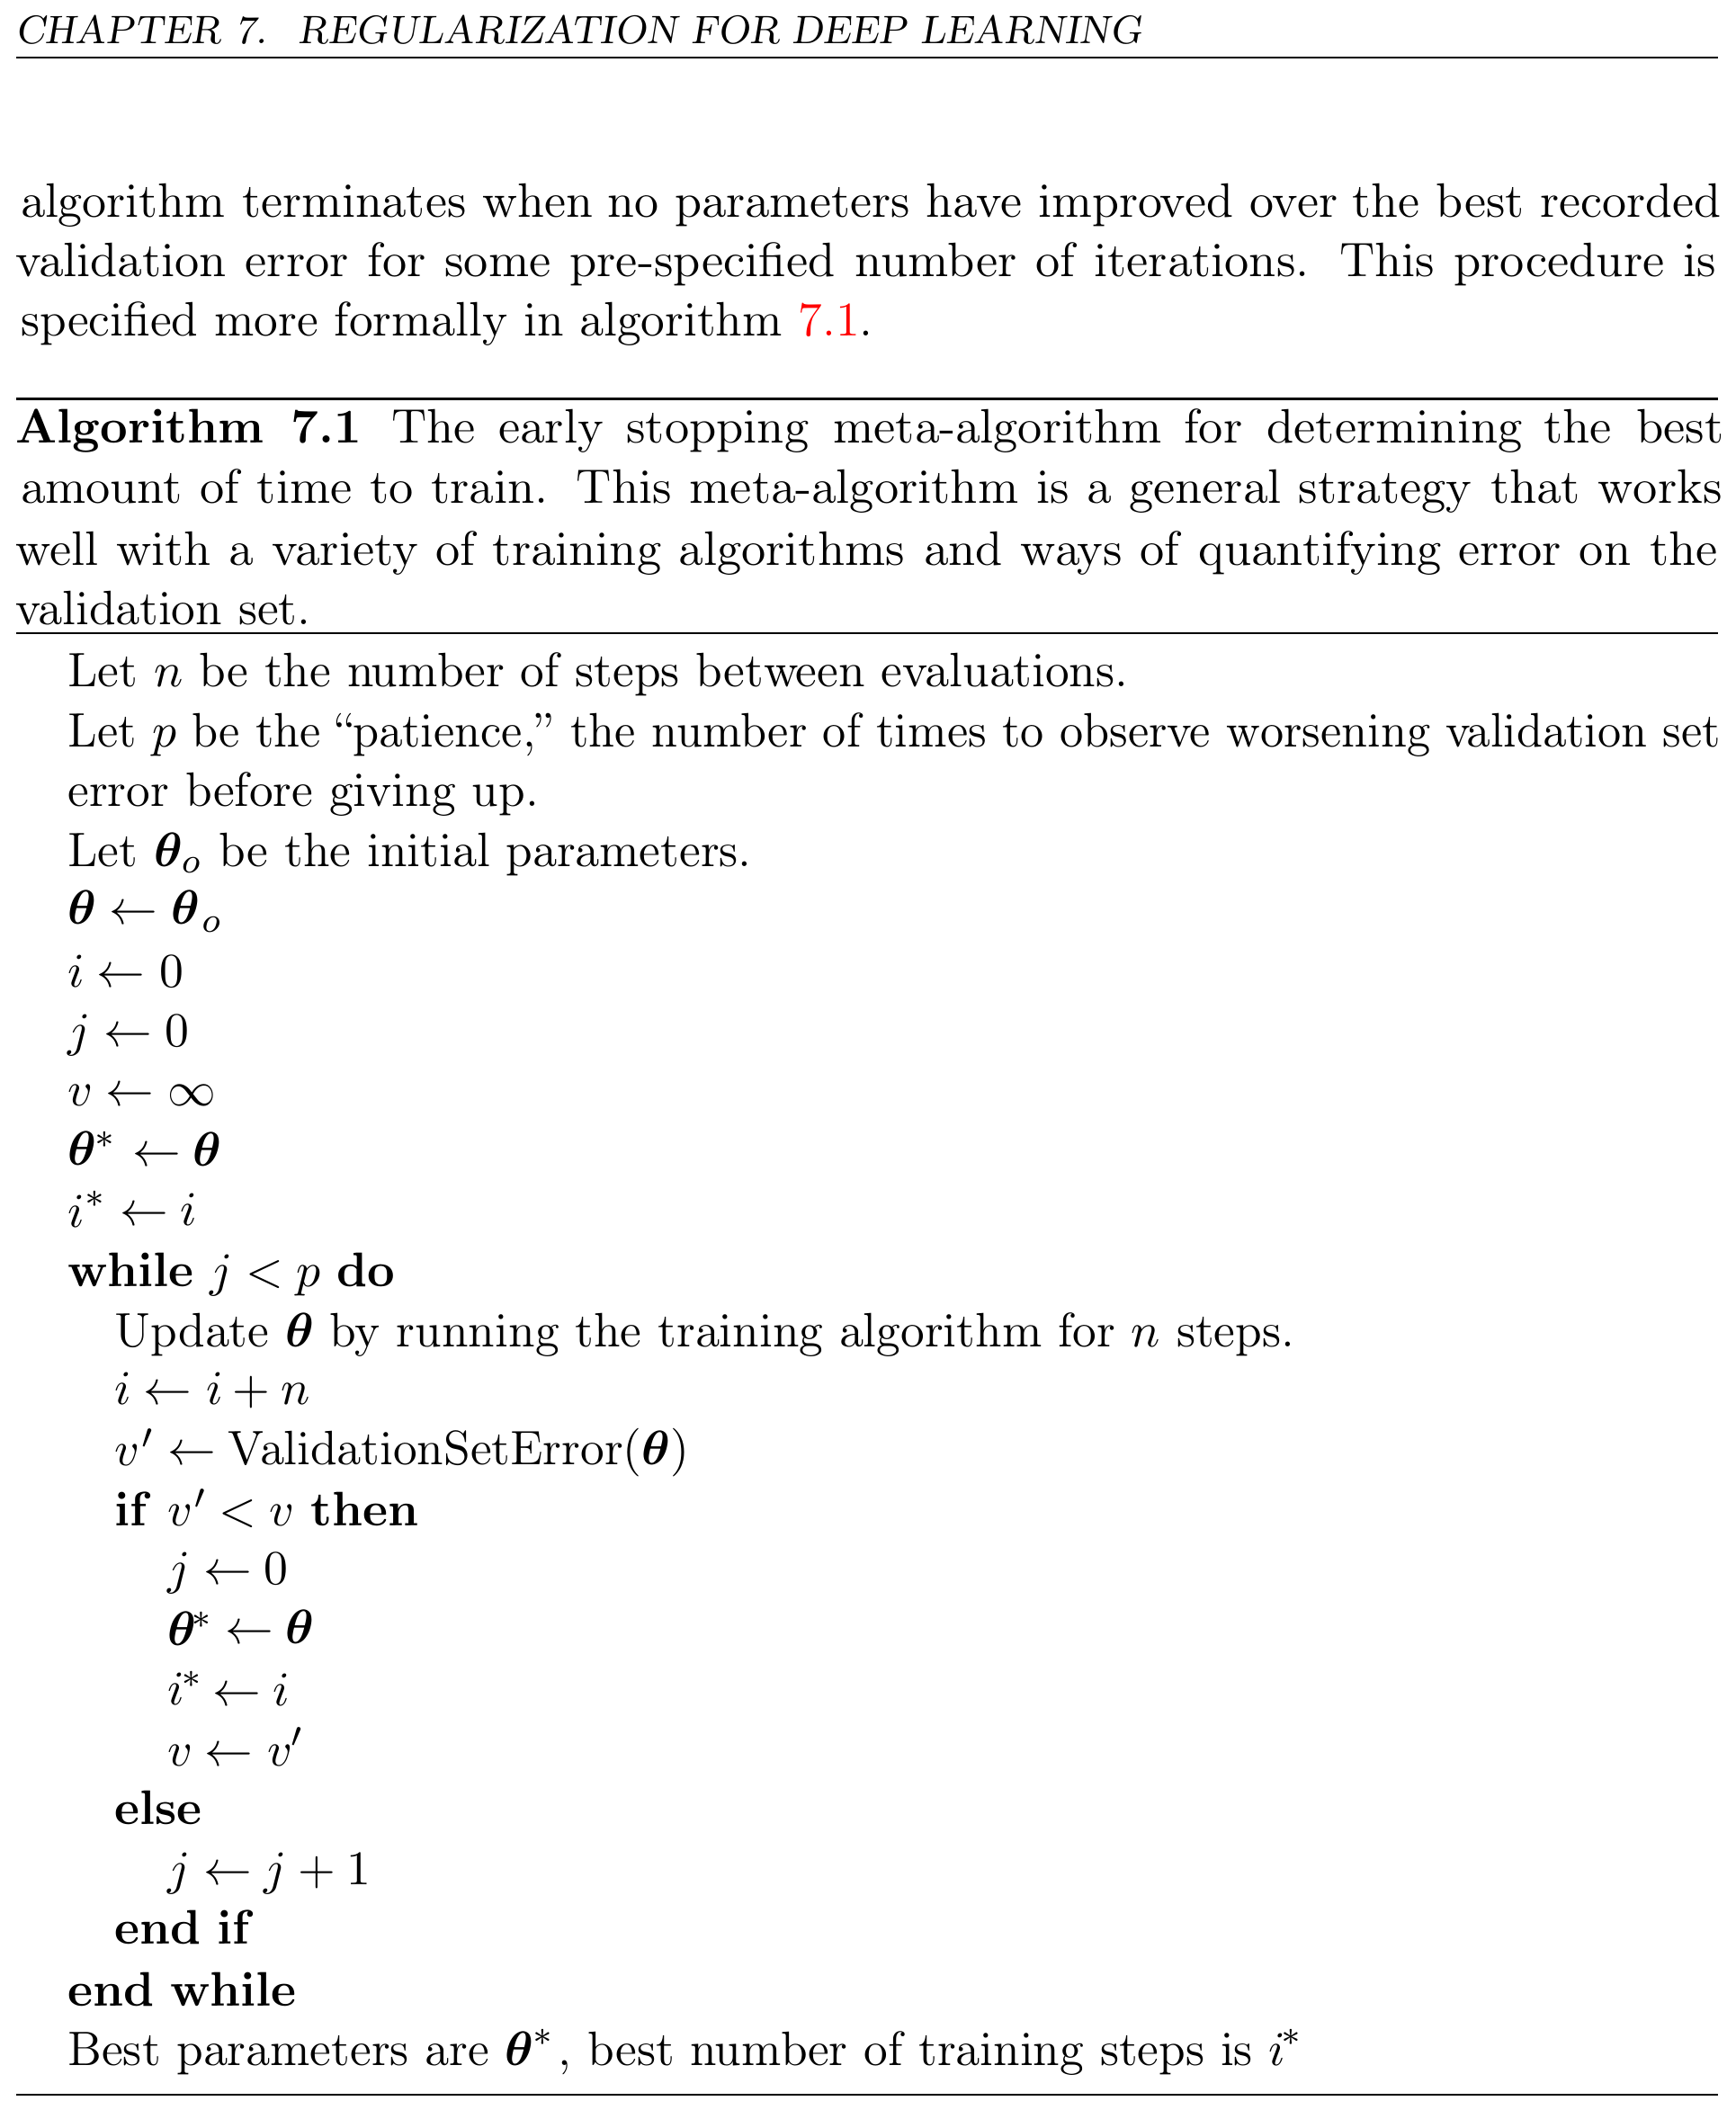 CHAPTER 7. REGULARIZATION FOR DEEP LEARNING
algorithm terminates when no parameters have improved over the best recorded
validation error for some pre-specified number of iterations. This procedure is
specified more formally in algorithm 7.1.
Algorithm 7.1 The early stopping meta-algorithm for determining the best
amount of time to train. This meta-algorithm is a general strategy that works
well with a variety of training algorithms and ways of quantifying error on the
validation set.
Let n be the number of steps between evaluations.
Let p be the “patience,” the number of times to observe worsening validation set
error before giving up.
Let θₒ be the initial parameters.
θ ← θₒ
i ← 0
j ← 0
v ← ∞
θ* ← θ
i* ← i
while j < p do
Update θ by running the training algorithm for n steps.
i ← i + n
v′ ← ValidationSetError(θ)
if v′ < v then
j ← 0
θ* ← θ
i* ← i
v ← v′
else
j ← j + 1
end if
end while
Best parameters are θ*, best number of training steps is i*